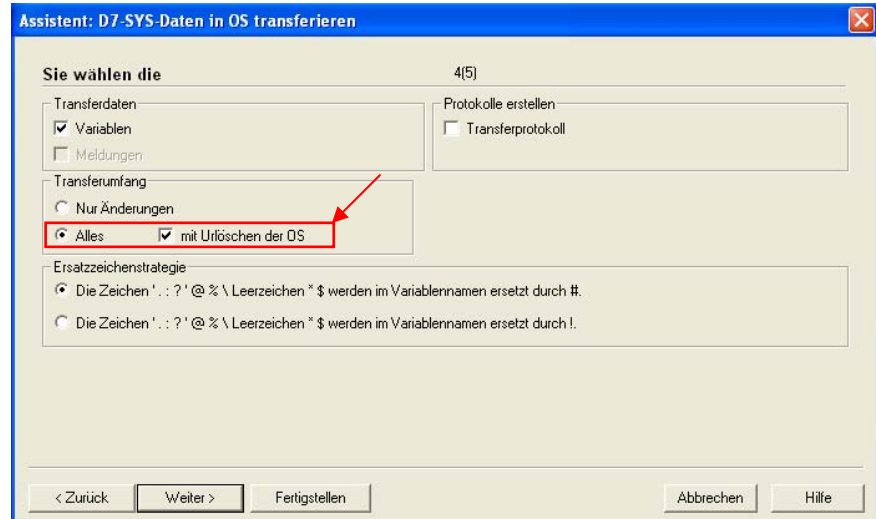 Assistent: D7-SYS-Daten in OS transferieren
Sie wählen die 4(5)
Transferdaten
Variablen
Meldungen
Protokolle erstellen
Transferprotokoll
Transferumfang
Nur Änderungen
Alles mit Urlöschen der OS
Ersatzzeichenstrategie
Die Zeichen ' . : ? ' @ % \ Leerzeichen * $ werden im Variablennamen ersetzt durch #.
Die Zeichen ' . : ? ' @ % \ Leerzeichen * $ werden im Variablennamen ersetzt durch !.
< Zurück Weiter > Fertigstellen Abbrechen Hilfe